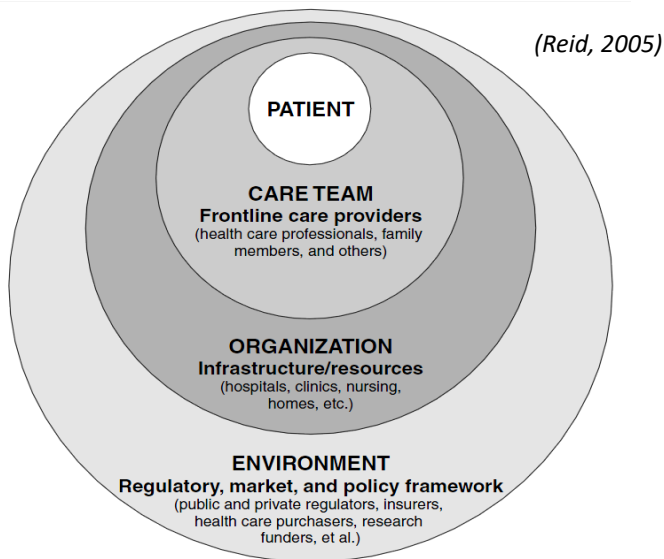 (Reid, 2005)
PATIENT
CARE TEAM
Frontline care providers
(health care professionals, family
members, and others)
ORGANIZATION
Infrastructure/resources
(hospitals, clinics, nursing,
homes, etc.)
ENVIRONMENT
Regulatory, market, and policy framework
(public and private regulators, insurers,
health care purchasers, research
funders, et al.)